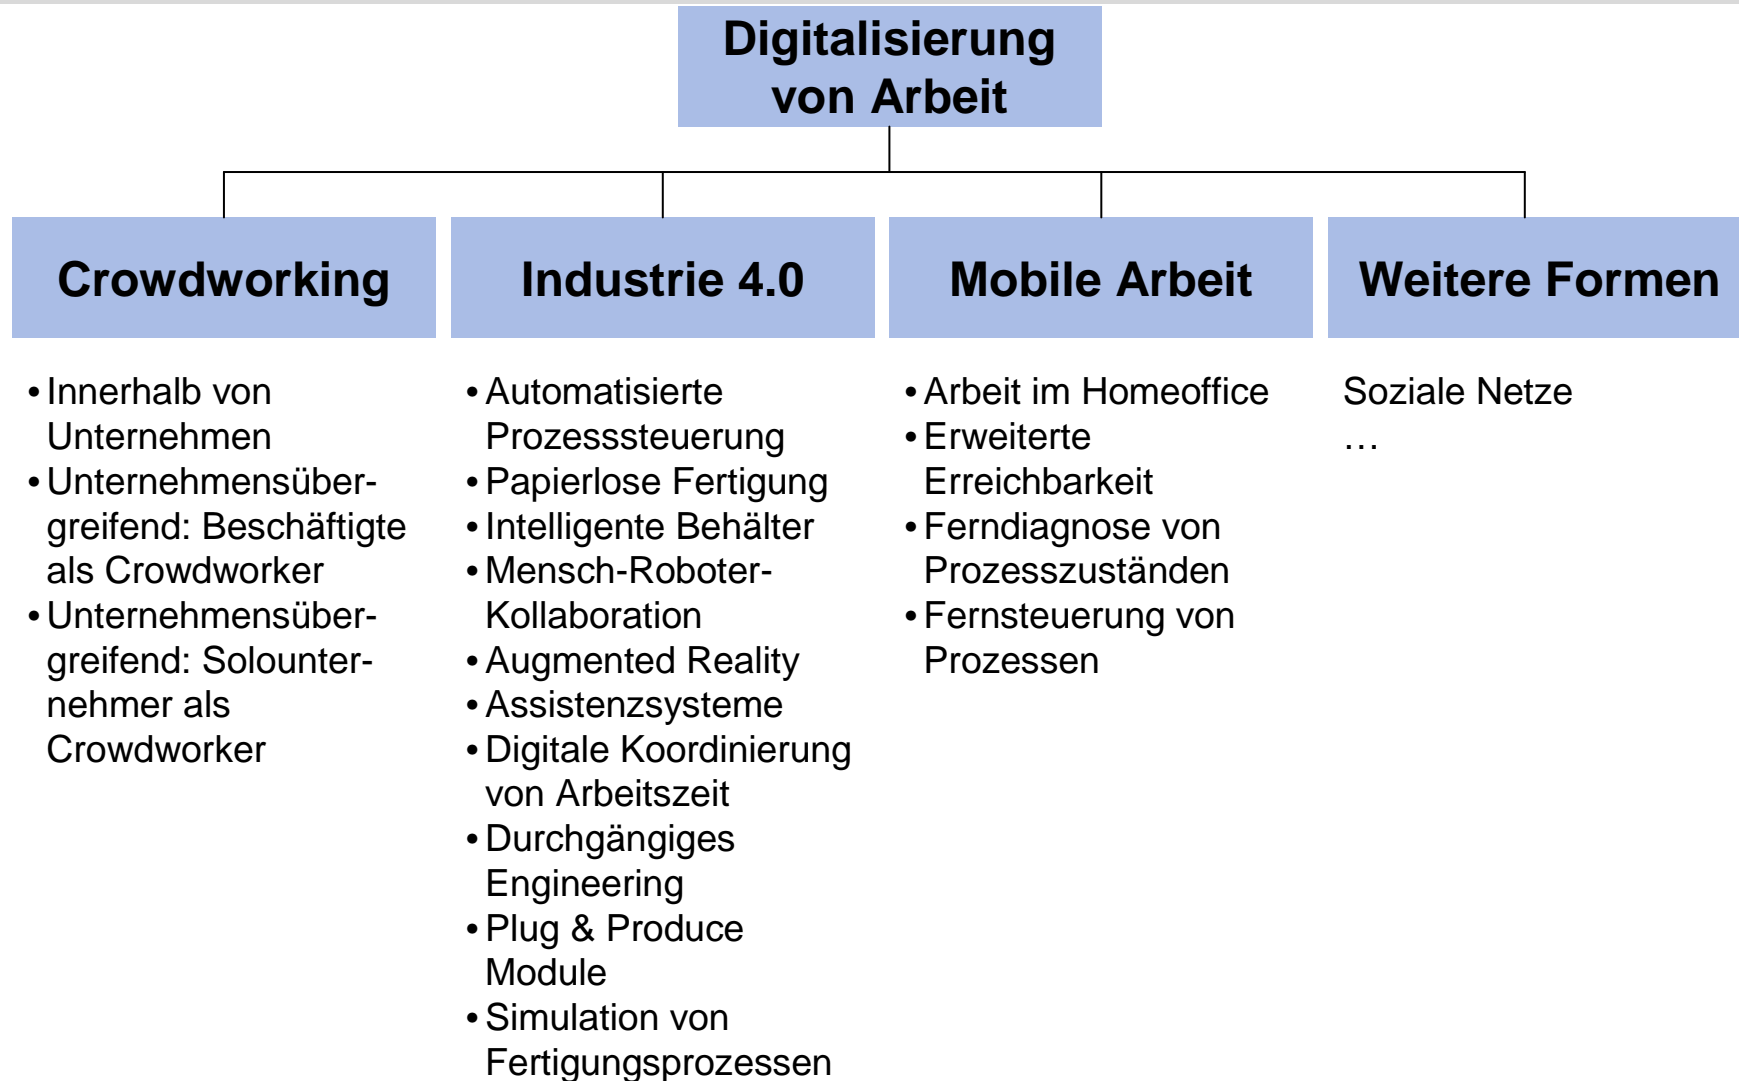 Digitalisierung
von Arbeit
Crowdworking
• Innerhalb von
Unternehmen
• Unternehmensüber-
greifend: Beschäftigte
als Crowdworker
• Unternehmensüber-
greifend: Solounter-
nehmer als
Crowdworker
Industrie 4.0
• Automatisierte
Prozesssteuerung
• Papierlose Fertigung
• Intelligente Behälter
• Mensch-Roboter-
Kollaboration
• Augmented Reality
• Assistenzsysteme
• Digitale Koordinierung
von Arbeitszeit
• Durchgängiges
Engineering
• Plug & Produce
Module
• Simulation von
Fertigungsprozessen
Mobile Arbeit
• Arbeit im Homeoffice
• Erweiterte
Erreichbarkeit
• Ferndiagnose von
Prozesszuständen
• Fernsteuerung von
Prozessen
Weitere Formen
Soziale Netze
…